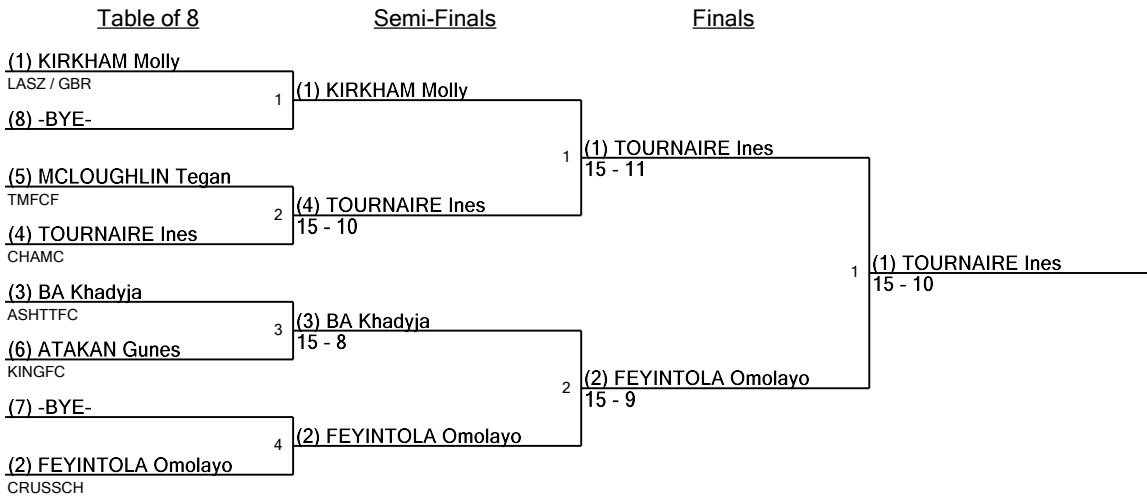 Table of 8 Semi-Finals Finals
(1) KIRKHAM Molly
LASZ / GBR
1
(1) KIRKHAM Molly
(8) -BYE-
1
(1) TOURNAIRE Ines
15 - 11
(5) MCLOUGHLIN Tegan
TMFCF
2
(4) TOURNAIRE Ines
15 - 10
(4) TOURNAIRE Ines
CHAMC
1
(1) TOURNAIRE Ines
15 - 10
(3) BA Khadyja
ASHTTFC
3
(3) BA Khadyja
15 - 8
(6) ATAKAN Gunes
KINGFC
2
(2) FEYINTOLA Omolayo
15 - 9
(7) -BYE-
4
(2) FEYINTOLA Omolayo
(2) FEYINTOLA Omolayo
CRUSSCH